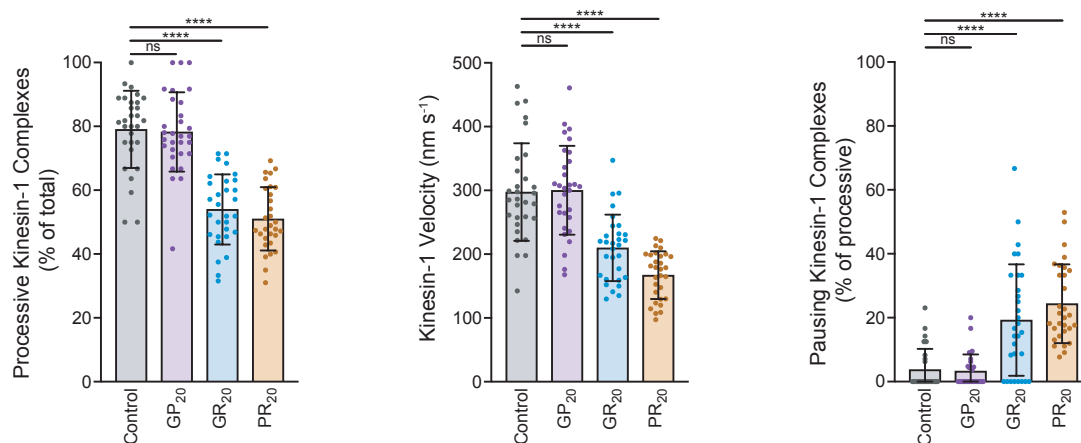 ****
****
ns
Processive Kinesin-1 Complexes
(% of total)
100
80
60
40
20
0
Control
GP₂₀
GR₂₀
PR₂₀
****
****
ns
Kinesin-1 Velocity (nm s⁻¹)
500
400
300
200
100
0
Control
GP₂₀
GR₂₀
PR₂₀
****
****
ns
Pausing Kinesin-1 Complexes
(% of processive)
100
80
60
40
20
0
Control
GP₂₀
GR₂₀
PR₂₀